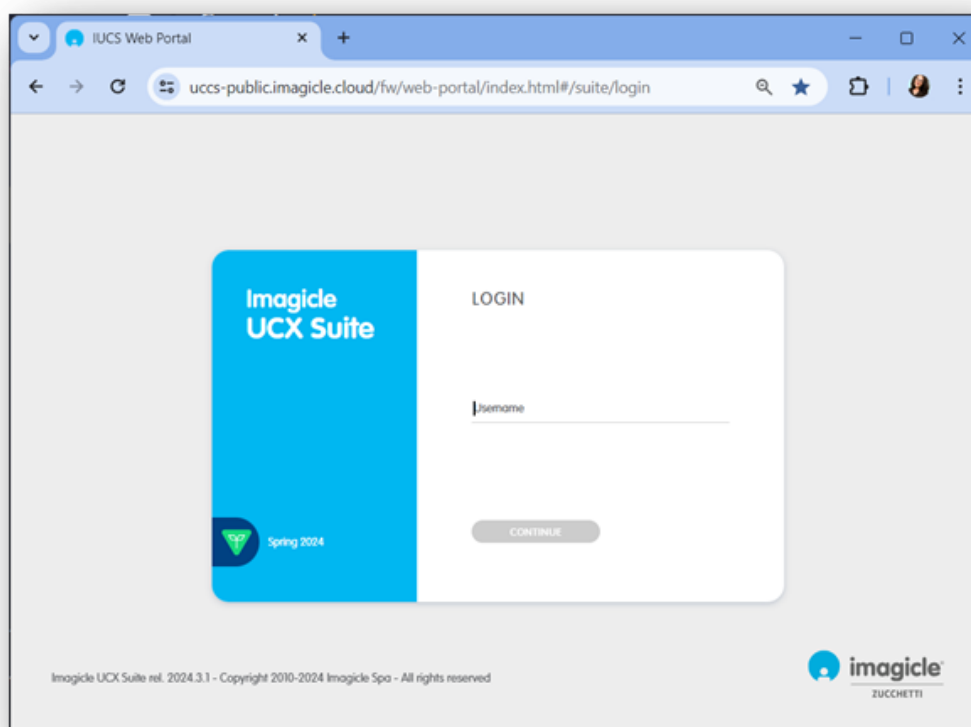 IUCS Web Portal
uccs-public.imagicle.cloud/fw/web-portal/index.html#/suite/login
Imagicle
UCX Suite
LOGIN
Username
CONTINUE
Spring 2024
Imagicle UCX Suite rel. 2024.3.1 - Copyright 2010-2024 Imagicle Spa - All rights reserved
imagicle
ZUCCHETTI